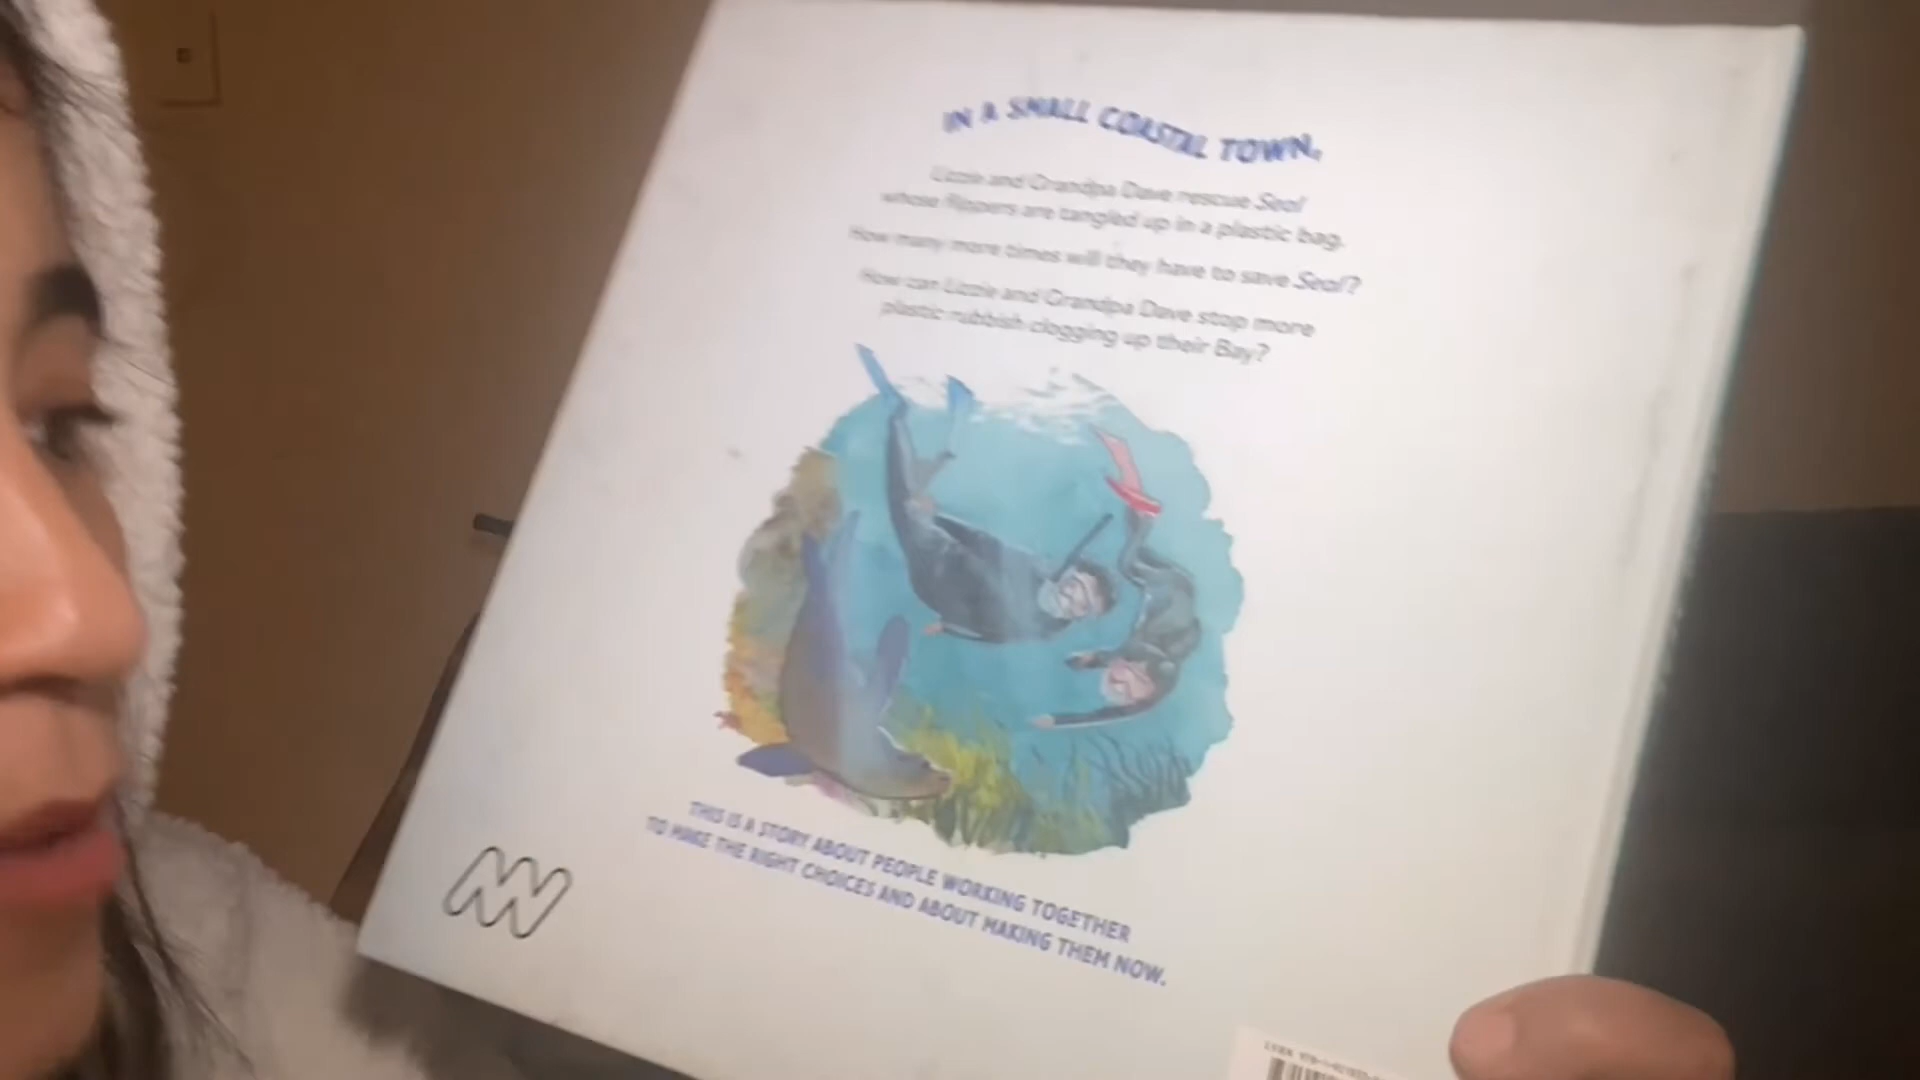 IN A SMALL COASTAL TOWN,
Lizzie and Grandpa Dave rescue Seal
whose flippers are tangled up in a plastic bag.
How many more times will they have to save Seal?
How can Lizzie and Grandpa Dave stop more
plastic rubbish clogging up their Bay?
THIS IS A STORY ABOUT PEOPLE WORKING TOGETHER
TO MAKE THE RIGHT CHOICES AND ABOUT MAKING THEM NOW.
ISBN